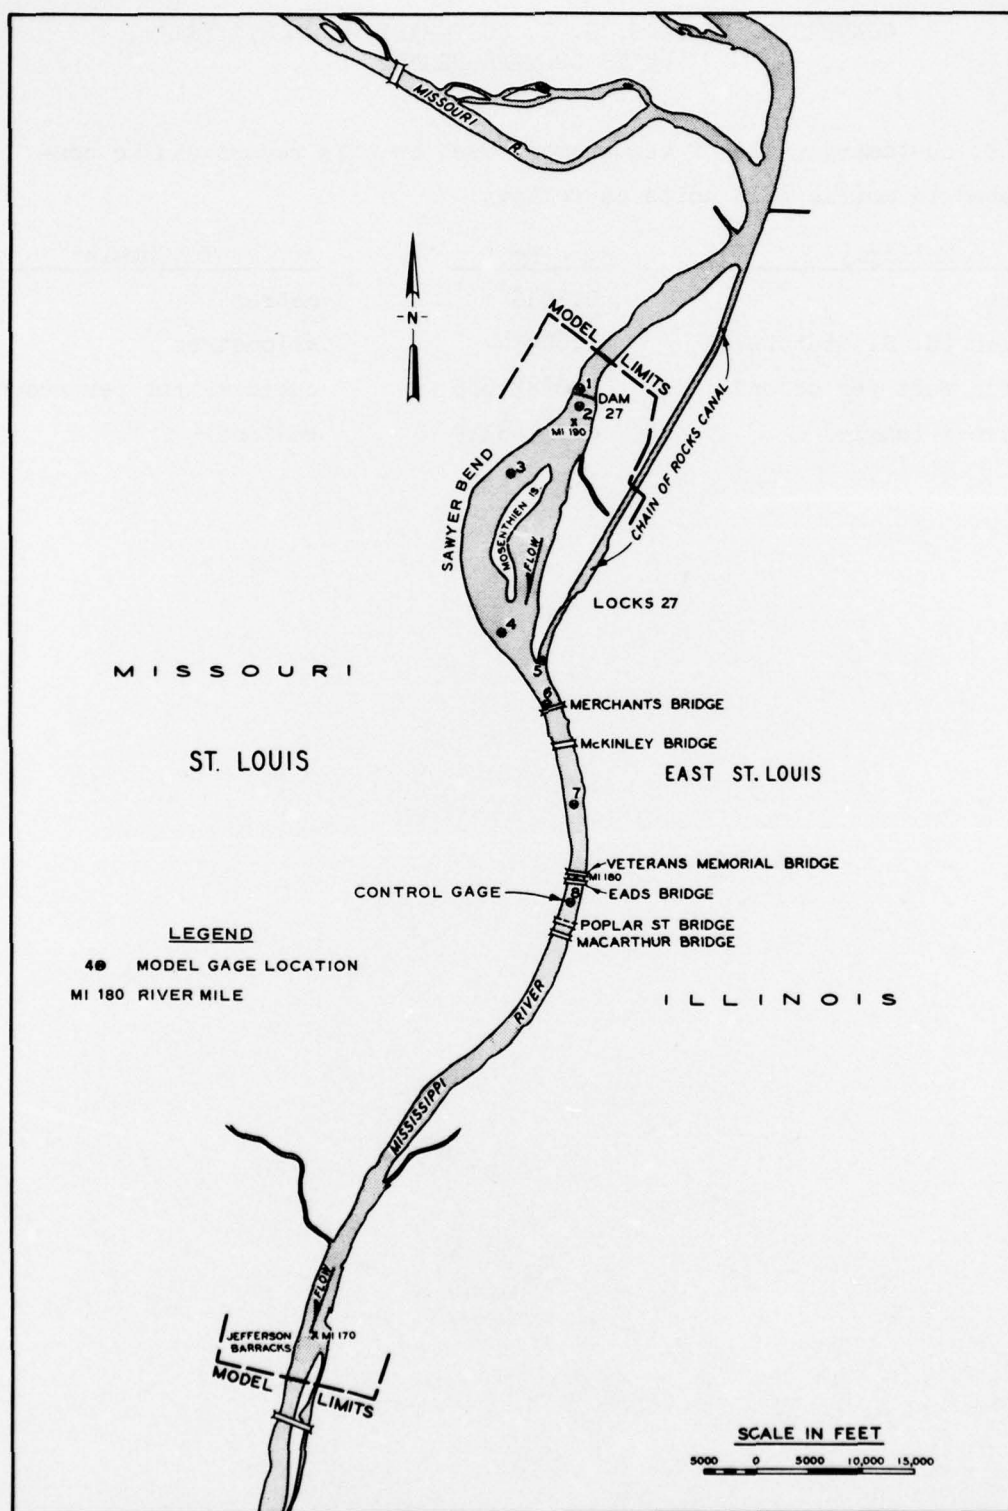 MISSOURI R.
N
MODEL LIMITS
1
DAM 27
2
MI 190
3
SAWYER BEND
MOSENTHIEN IS.
FLOW
CHAIN OF ROCKS CANAL
LOCKS 27
4
5
MISSOURI
6
MERCHANTS BRIDGE
McKINLEY BRIDGE
ST. LOUIS
EAST ST. LOUIS
7
VETERANS MEMORIAL BRIDGE
MI 180
CONTROL GAGE
8
EADS BRIDGE
POPLAR ST BRIDGE
MACARTHUR BRIDGE
LEGEND
4 MODEL GAGE LOCATION
MI 180 RIVER MILE
ILLINOIS
MISSISSIPPI RIVER
FLOW
JEFFERSON
BARRACKS
MI 170
MODEL LIMITS
SCALE IN FEET
5000 0 5000 10,000 15,000